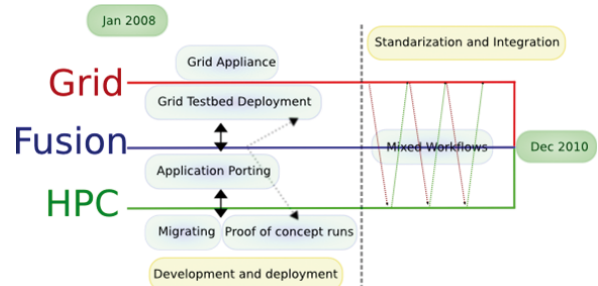 Jan 2008
Standarization and Integration
Grid Appliance
Grid
Grid Testbed Deployment
Fusion
Mixed Workflows
Dec 2010
Application Porting
HPC
Migrating
Proof of concept runs
Development and deployment